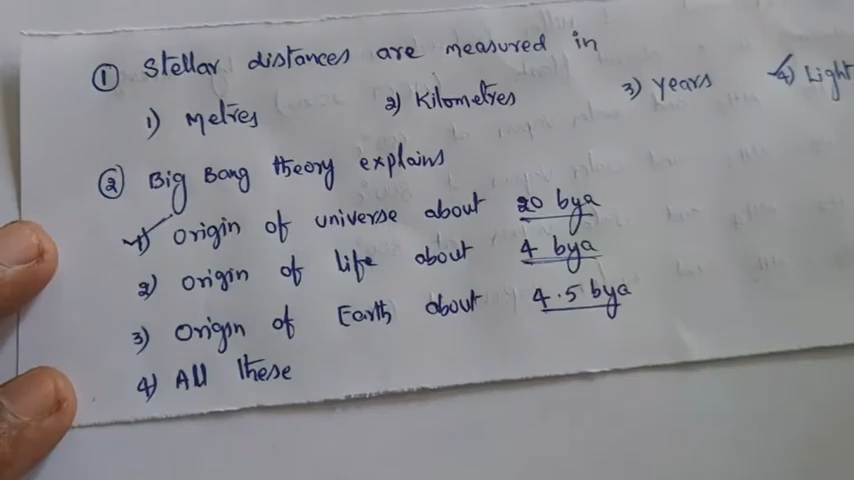 ① Stellar distances are measured in
1) Metres 2) Kilometres 3) Years 4) Light
② Big Bang theory explains
1) Origin of universe about 20 bya
2) Origin of life about 4 bya
3) Origin of Earth about 4.5 bya
4) All these